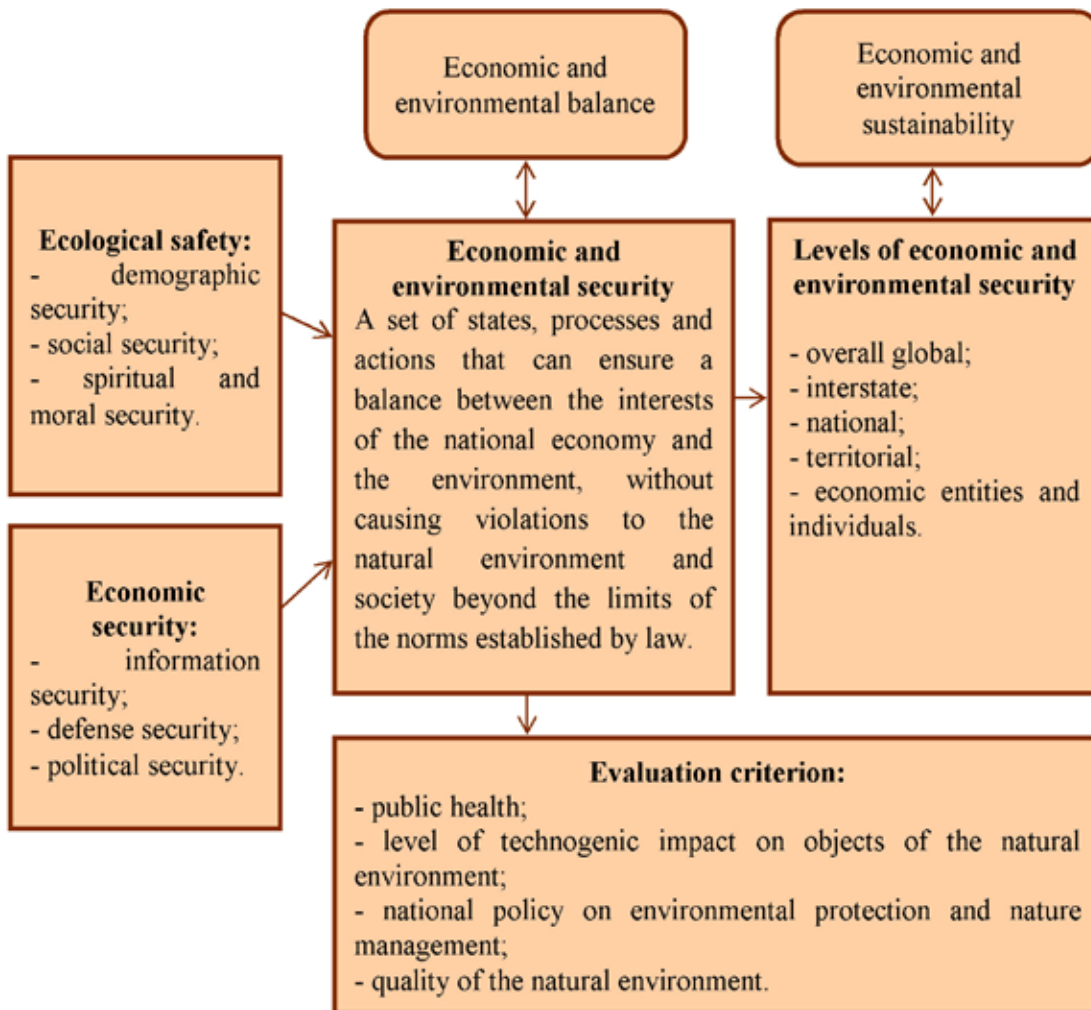 Economic and
environmental balance
Economic and
environmental
sustainability
Ecological safety:
- demographic
security;
- social security;
- spiritual and
moral security.
Economic and
environmental security
A set of states, processes and
actions that can ensure a
balance between the interests
of the national economy and
the environment, without
causing violations to the
natural environment and
society beyond the limits of
the norms established by law.
Levels of economic and
environmental security
- overall global;
- interstate;
- national;
- territorial;
- economic entities and
individuals.
Economic
security:
- information
security;
- defense security;
- political security.
Evaluation criterion:
- public health;
- level of technogenic impact on objects of the natural
environment;
- national policy on environmental protection and nature
management;
- quality of the natural environment.